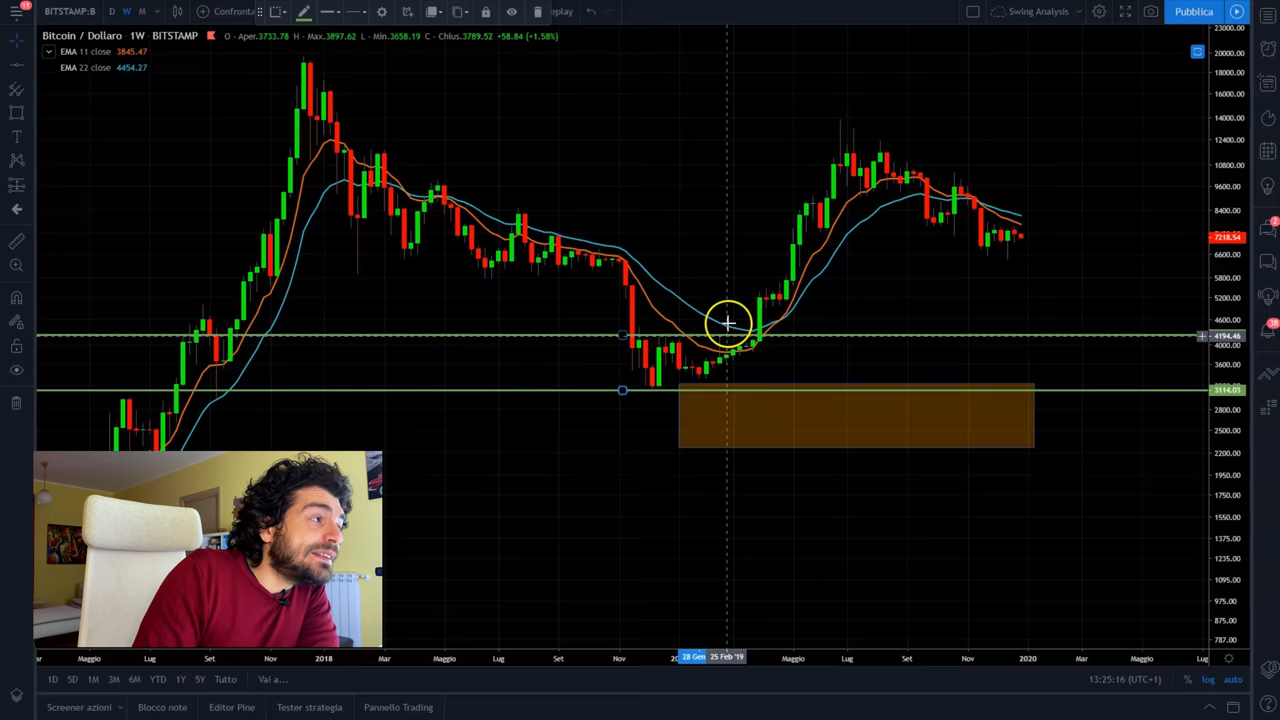 11
BITSTAMP:B
D
W
M
Confronta
eplay
Swing Analysis
Pubblica
Bitcoin / Dollaro · 1W · BITSTAMP
O - Aper.3733.78 H - Max.3897.62 L - Min.3658.19 C - Chius.3789.52 +58.84 (+1.58%)
EMA 11 close 3845.47
EMA 22 close 4454.27
23000.00
20000.00
18000.00
16000.00
14000.00
12400.00
10800.00
9600.00
8400.00
7218.54
6600.00
5800.00
5200.00
4600.00
4194.46
4000.00
3600.00
3114.03
2800.00
2500.00
2200.00
1950.00
1750.00
1550.00
1375.00
1235.00
1095.00
975.00
875.00
787.00
2
18
Maggio
Lug
Set
Nov
2018
Mar
Maggio
Lug
Set
Nov
28 Gen
25 Feb '19
Maggio
Lug
Set
Nov
2020
Mar
Maggio
Lug
1D 5D 1M 3M 6M YTD 1Y 5Y Tutto Vai a...
13:25:16 (UTC+1) % log auto
Screener azioni Blocco note Editor Pine Tester strategia Pannello Trading